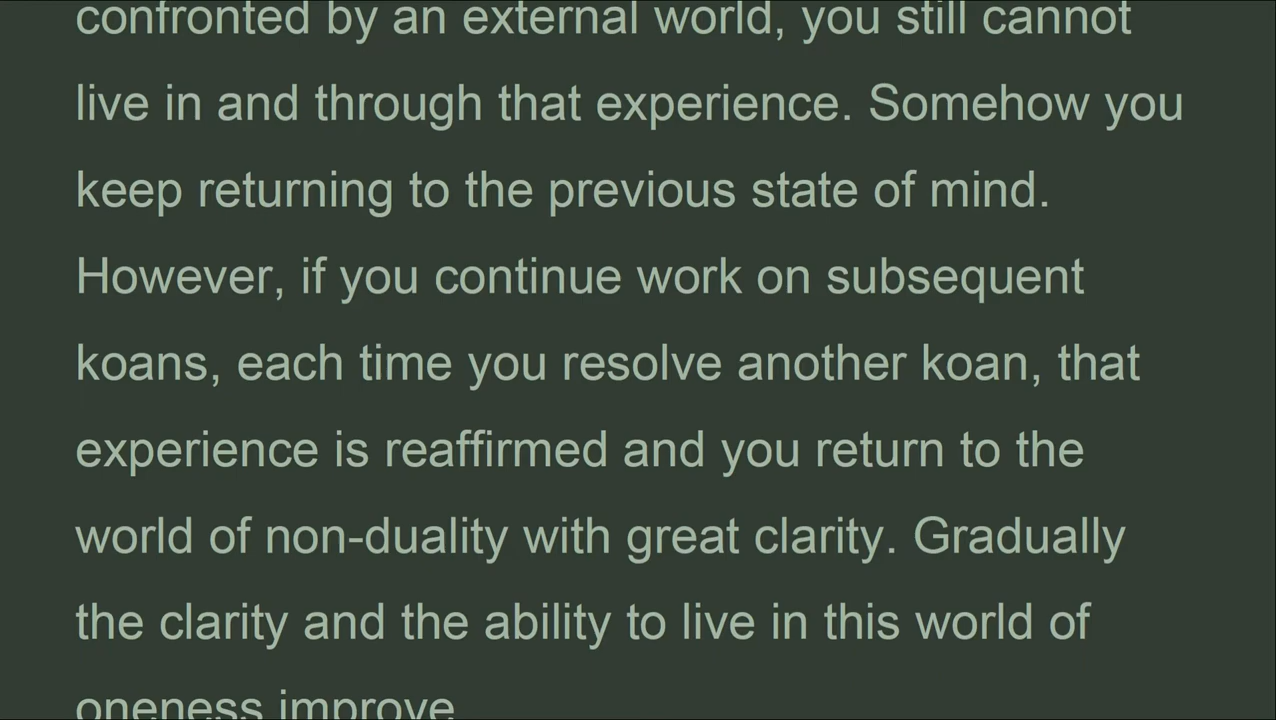 confronted by an external world, you still cannot
live in and through that experience. Somehow you
keep returning to the previous state of mind.
However, if you continue work on subsequent
koans, each time you resolve another koan, that
experience is reaffirmed and you return to the
world of non-duality with great clarity. Gradually
the clarity and the ability to live in this world of
oneness improve